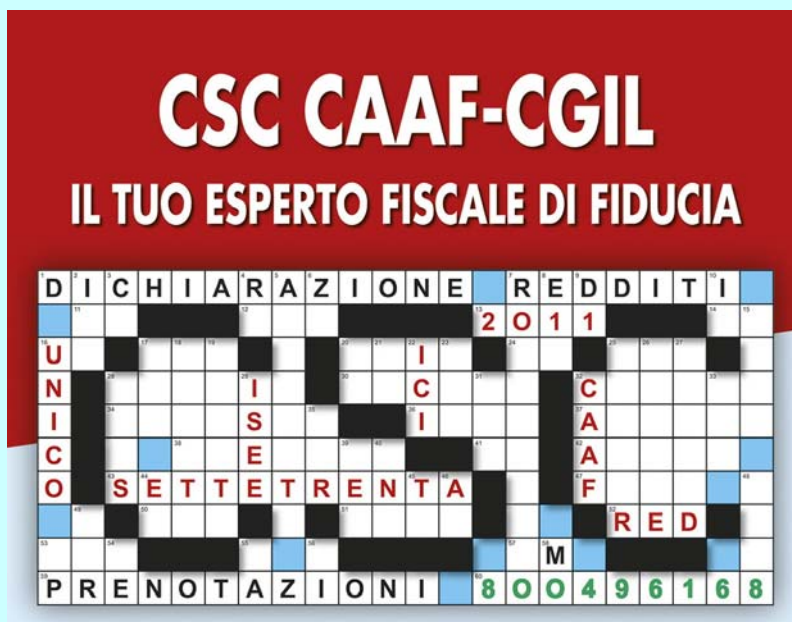 CSC CAAF-CGIL
IL TUO ESPERTO FISCALE DI FIDUCIA
DICHIARAZIONE REDDITI
2011
UNICO
ICI
ISEE
CAAF
SETTETRENTA
RED
M
PRENOTAZIONI 800496168